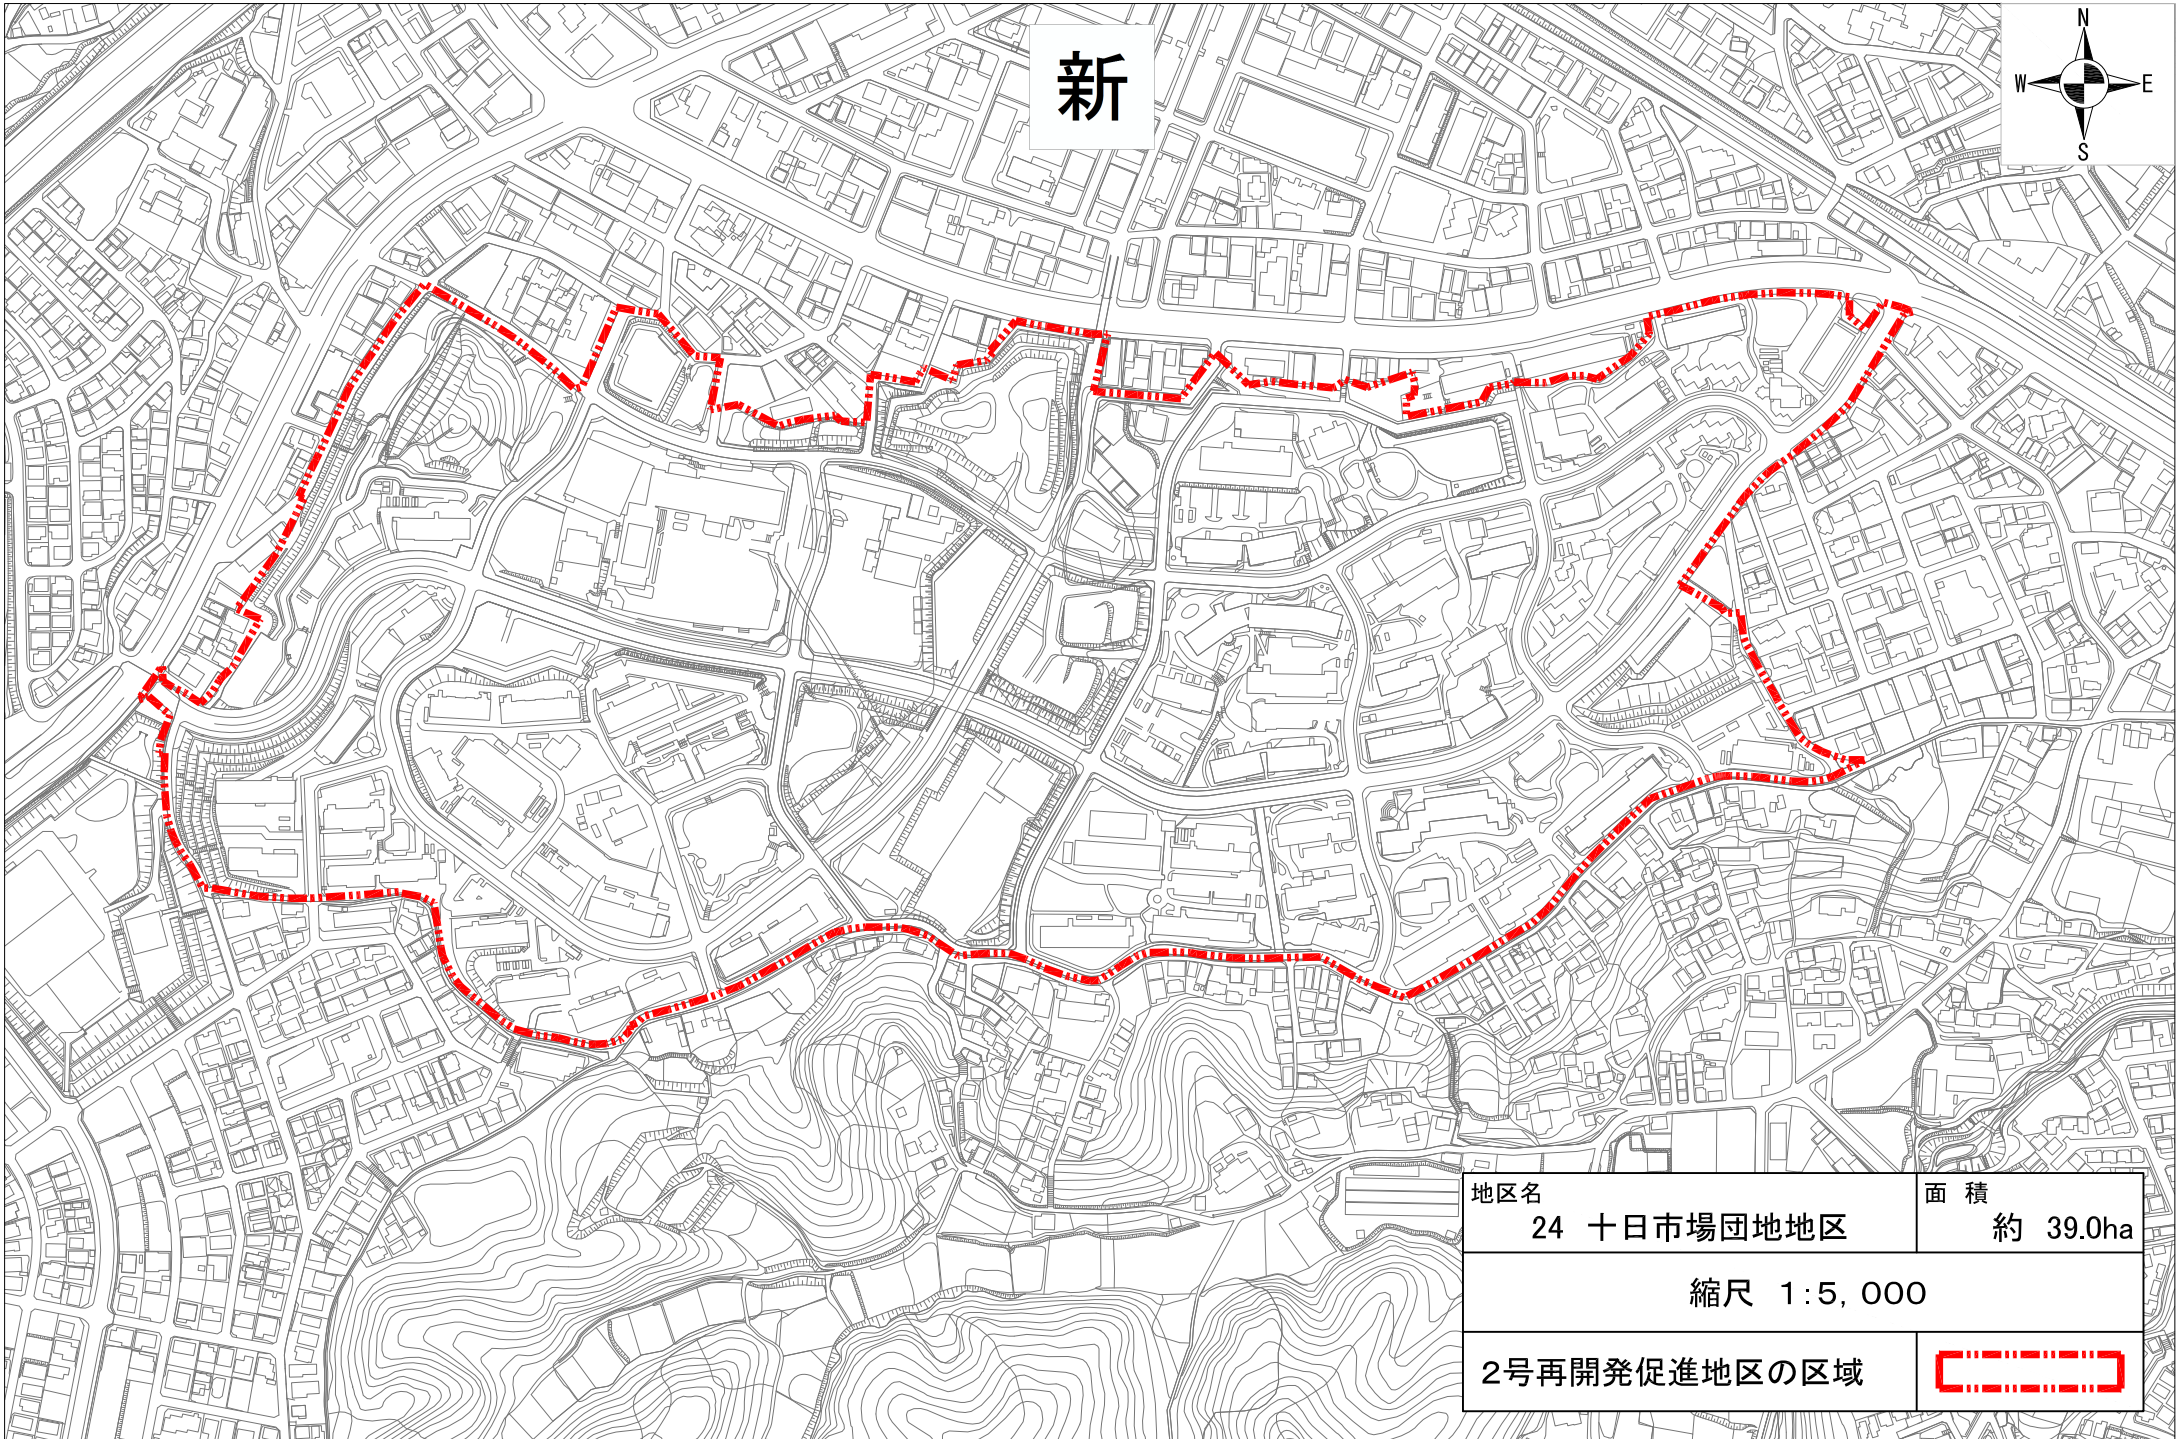 新
N
W E
S
地区名
24 十日市場団地地区
面 積
約 39.0ha
縮尺 1:5,000
2号再開発促進地区の区域